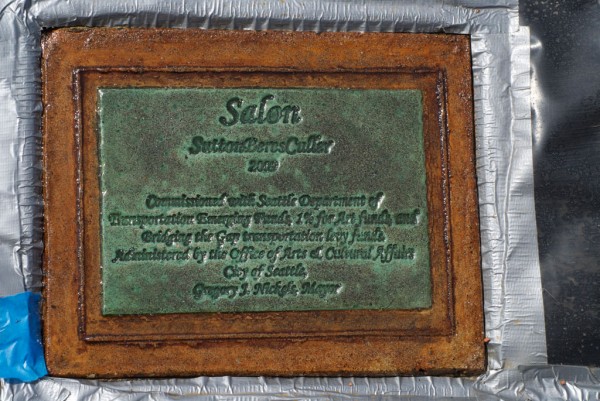 Salon
SuttonBeresCuller
2009
Commissioned with Seattle Department of
Transportation Emerging Funds, 1% for Art funds, and
Bridging the Gap transportation levy funds.
Administered by the Office of Arts & Cultural Affairs
City of Seattle,
Gregory J. Nickels, Mayor